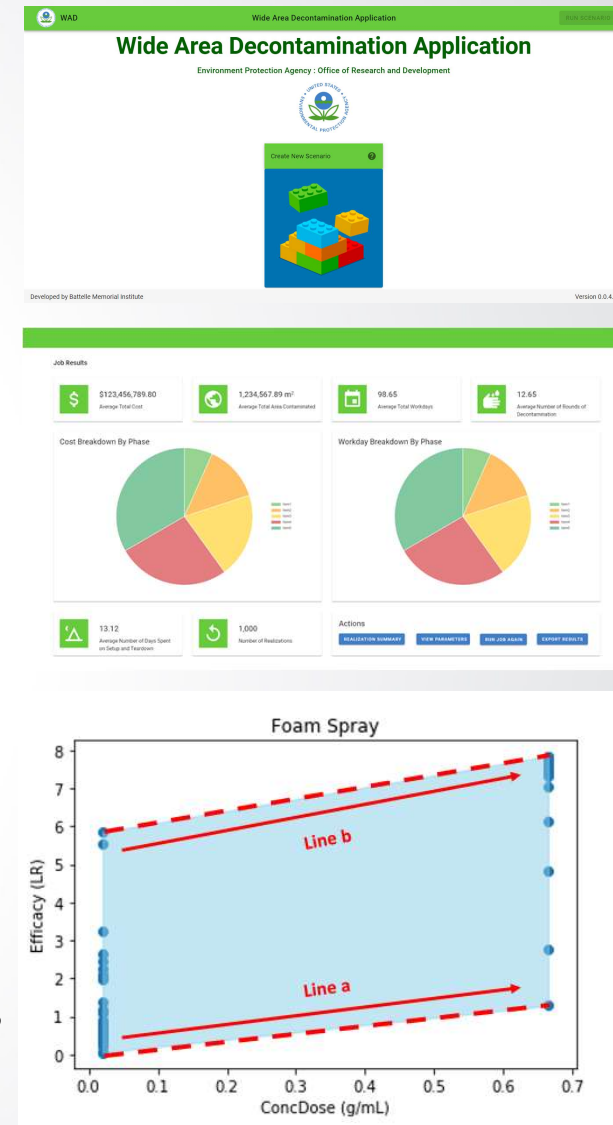 WAD
Wide Area Decontamination Application
RUN SCENARIO
Wide Area Decontamination Application
Environment Protection Agency : Office of Research and Development
Create New Scenario
Developed by Battelle Memorial Institute
Version 0.0.4.
Job Results
$123,456,789.80
Average Total Cost
1,234,567.89 m²
Average Total Area Contaminated
98.65
Average Total Workdays
12.65
Average Number of Rounds of
Decontamination
Cost Breakdown By Phase
Workday Breakdown By Phase
13.12
Average Number of Days Spent
on Setup and Teardown
1,000
Number of Realizations
Actions
REALIZATION SUMMARY
VIEW PARAMETERS
RUN JOB AGAIN
EXPORT RESULTS
Foam Spray
8
7
6
5
4
3
2
1
0
Efficacy (LR)
Line b
Line a
0.0 0.1 0.2 0.3 0.4 0.5 0.6 0.7
ConcDose (g/mL)